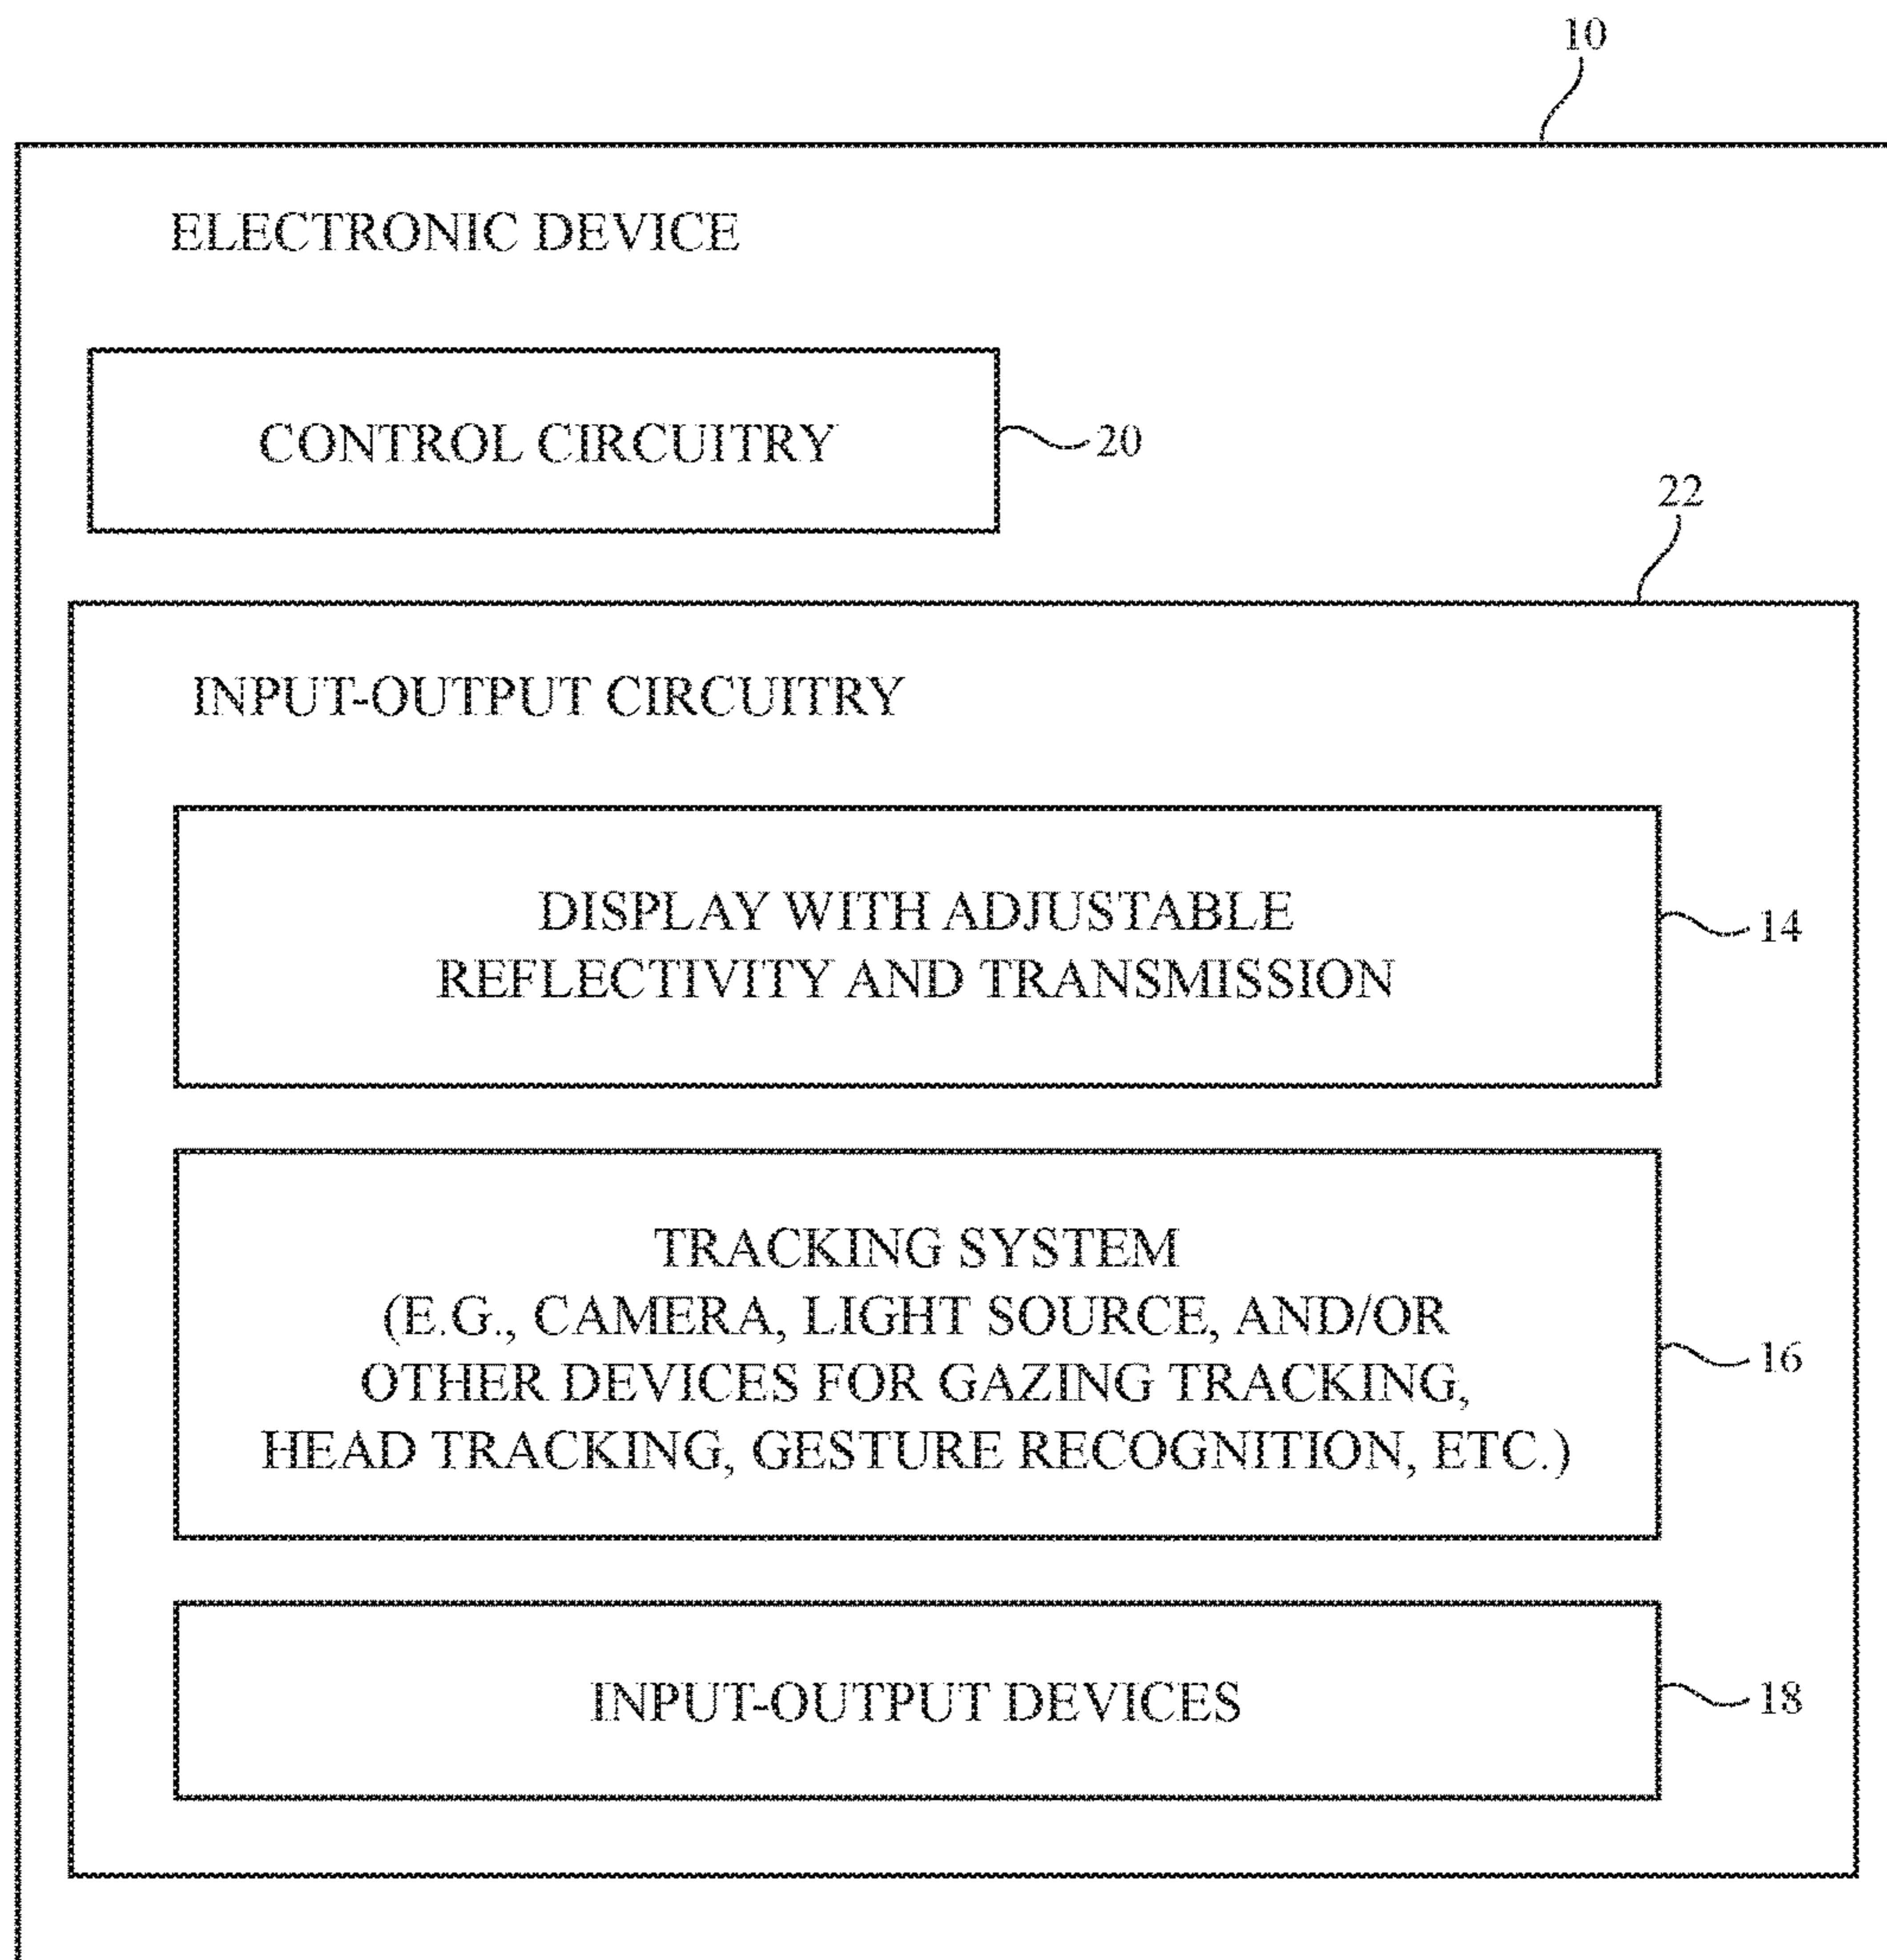 10
ELECTRONIC DEVICE
CONTROL CIRCUITRY
20
22
INPUT-OUTPUT CIRCUITRY
DISPLAY WITH ADJUSTABLE
REFLECTIVITY AND TRANSMISSION
14
TRACKING SYSTEM
(E.G., CAMERA, LIGHT SOURCE, AND/OR
OTHER DEVICES FOR GAZING TRACKING,
HEAD TRACKING, GESTURE RECOGNITION, ETC.)
16
INPUT-OUTPUT DEVICES
18